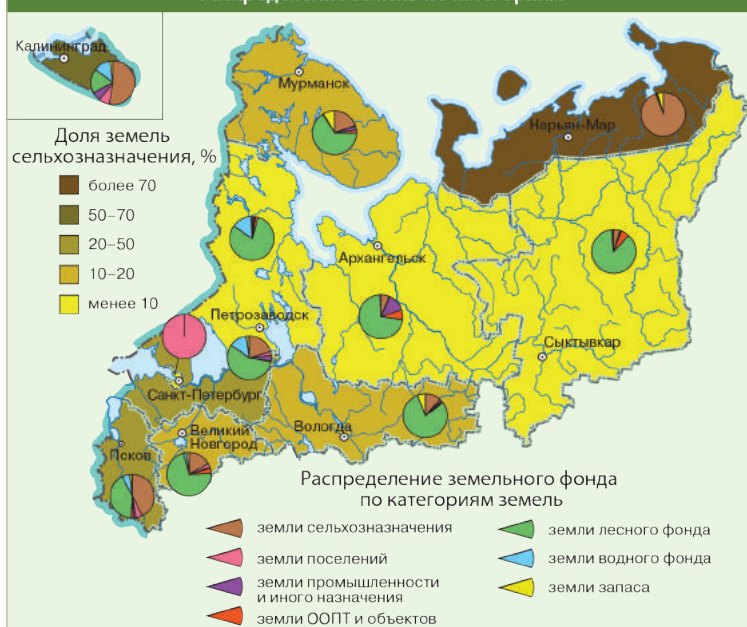 Калининград
Доля земель
сельхозназначения, %
более 70
50–70
20–50
10–20
менее 10
Мурманск
Нарьян-Мар
Архангельск
Петрозаводск
Сыктывкар
Санкт-Петербург
Великий
Новгород
Вологда
Псков
Распределение земельного фонда
по категориям земель
земли сельхозназначения
земли поселений
земли промышленности
и иного назначения
земли ООПТ и объектов
земли лесного фонда
земли водного фонда
земли запаса